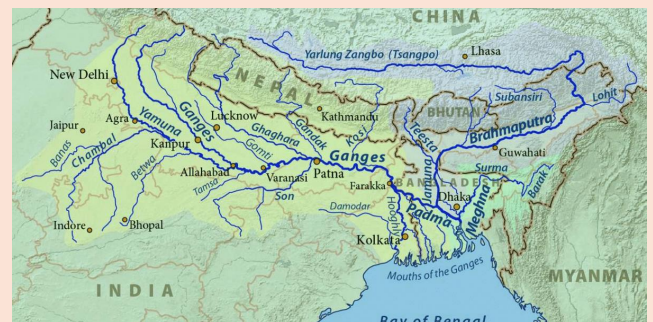 CHINA
Yarlung Zangbo (Tsangpo)
Lhasa
New Delhi
NEPAL
BHUTAN
Subansiri
Lohit
Kathmandu
Jaipur
Agra
Yamuna
Ganges
Lucknow
Ghaghara
Gandak
Kosi
Teesta
Brahmaputra
Banas
Chambal
Kanpur
Gomti
Guwahati
Betwa
Allahabad
Varanasi
Patna
Ganges
Jamuna
Surma
Barak
Tamsa
Son
Farakka
BANGLADESH
Dhaka
Meghna
Padma
Indore
Bhopal
Damodar
Hooghly
Kolkata
Mouths of the Ganges
INDIA
MYANMAR
Bay of Bengal